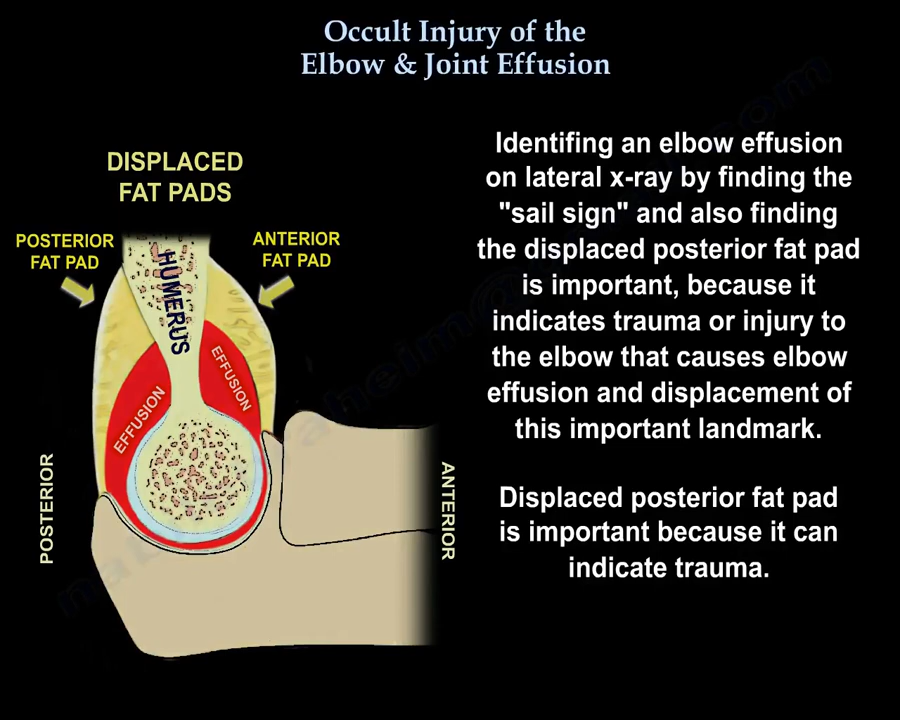 Occult Injury of the
Elbow & Joint Effusion
DISPLACED
FAT PADS
POSTERIOR
FAT PAD
ANTERIOR
FAT PAD
HUMERUS
EFFUSION
EFFUSION
POSTERIOR
ANTERIOR
Identifing an elbow effusion
on lateral x-ray by finding the
"sail sign" and also finding
the displaced posterior fat pad
is important, because it
indicates trauma or injury to
the elbow that causes elbow
effusion and displacement of
this important landmark.
Displaced posterior fat pad
is important because it can
indicate trauma.